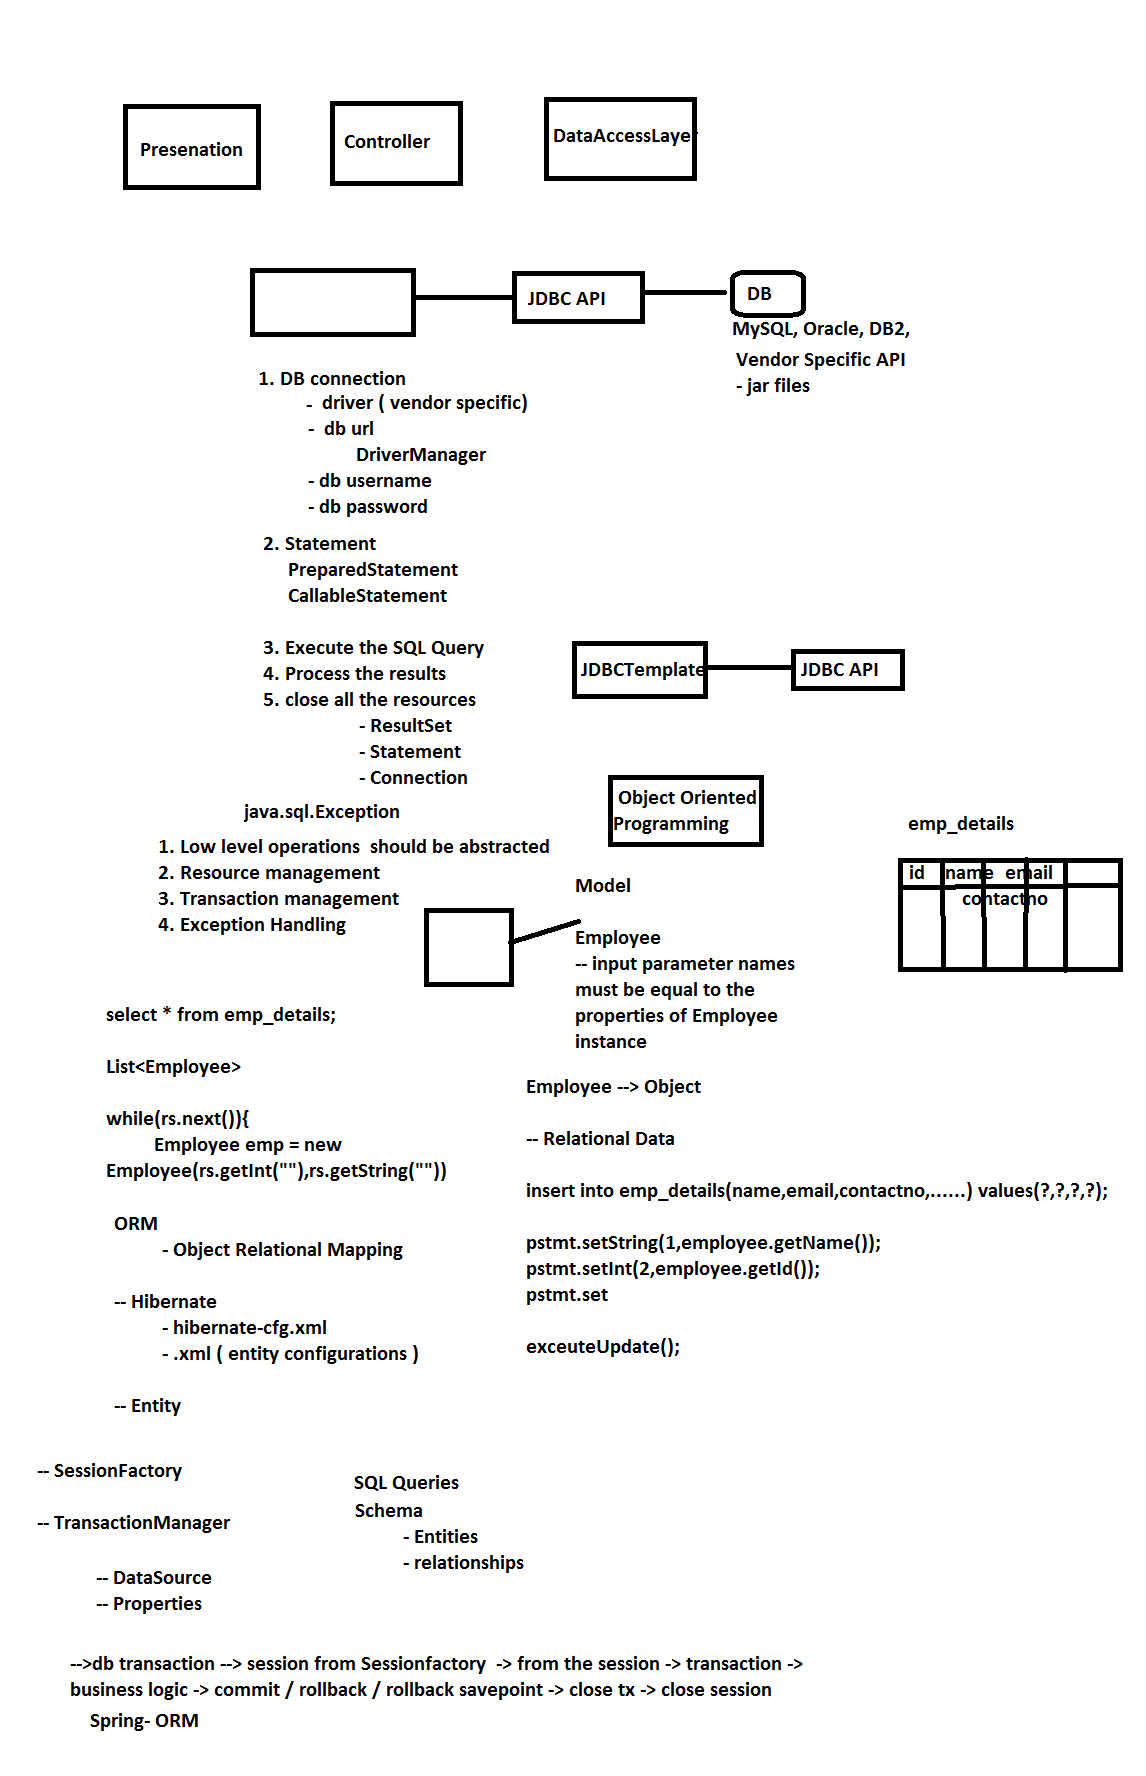 Presenation
Controller
DataAccessLayer
JDBC API
DB
MySQL, Oracle, DB2,
Vendor Specific API
- jar files
1. DB connection
- driver ( vendor specific)
- db url
DriverManager
- db username
- db password
2. Statement
PreparedStatement
CallableStatement
3. Execute the SQL Query
4. Process the results
5. close all the resources
- ResultSet
- Statement
- Connection
JDBCTemplate
JDBC API
java.sql.Exception
1. Low level operations should be abstracted
2. Resource management
3. Transaction management
4. Exception Handling
Object Oriented
Programming
emp_details
id name email
contactno
Model
Employee
-- input parameter names
must be equal to the
properties of Employee
instance
select * from emp_details;
List<Employee>
while(rs.next()){
Employee emp = new
Employee(rs.getInt(""),rs.getString(""))
Employee --> Object
-- Relational Data
insert into emp_details(name,email,contactno,......) values(?,?,?,?);
pstmt.setString(1,employee.getName());
pstmt.setInt(2,employee.getId());
pstmt.set
exceuteUpdate();
ORM
- Object Relational Mapping
-- Hibernate
- hibernate-cfg.xml
- .xml ( entity configurations )
-- Entity
-- SessionFactory
-- TransactionManager
-- DataSource
-- Properties
SQL Queries
Schema
- Entities
- relationships
-->db transaction --> session from Sessionfactory -> from the session -> transaction ->
business logic -> commit / rollback / rollback savepoint -> close tx -> close session
Spring- ORM